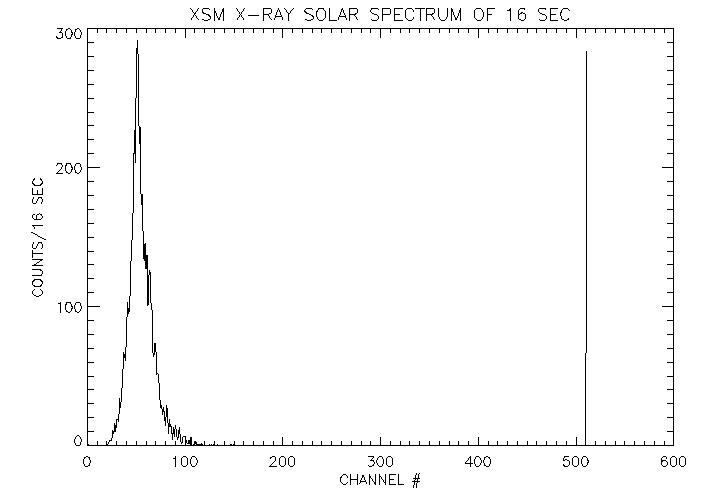 XSM X-RAY SOLAR SPECTRUM OF 16 SEC
300
200
100
0
COUNTS/16 SEC
0 100 200 300 400 500 600
CHANNEL #